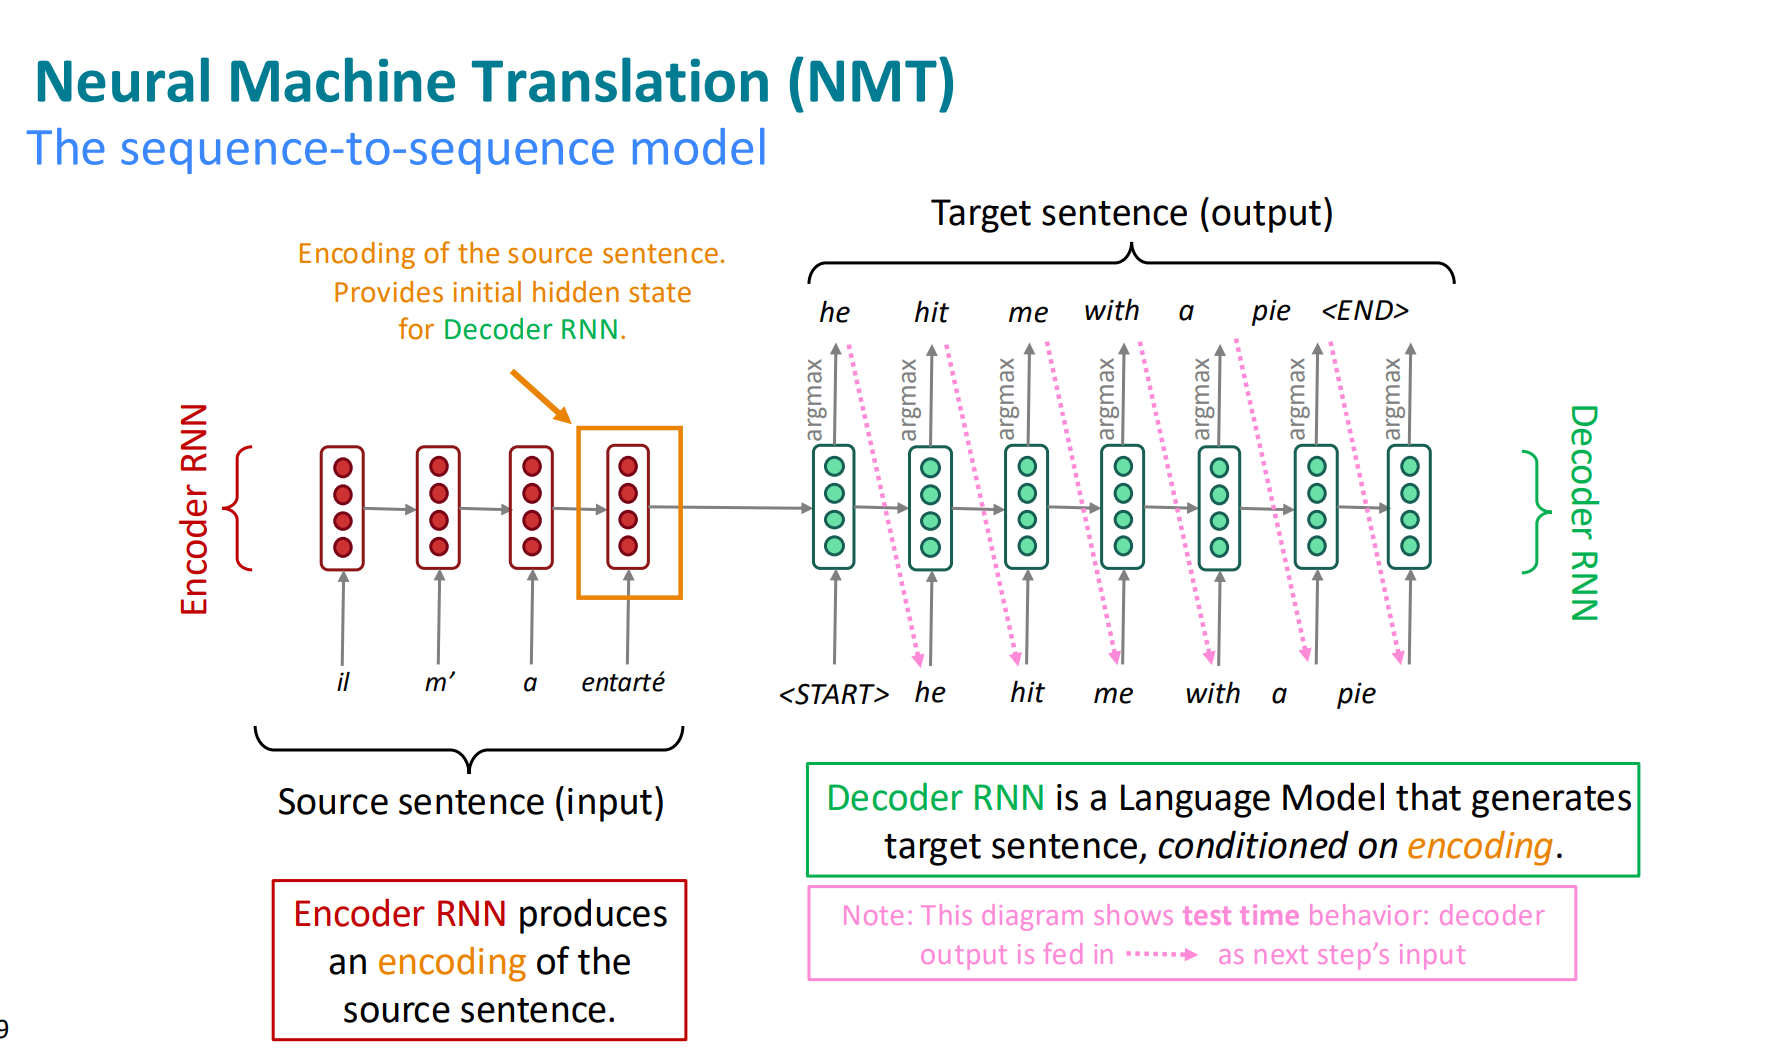 Neural Machine Translation (NMT)
The sequence-to-sequence model
Target sentence (output)
Encoding of the source sentence.
Provides initial hidden state
for Decoder RNN.
he hit me with a pie <END>
argmax argmax argmax argmax argmax argmax argmax
Encoder RNN
Decoder RNN
il m’ a entarté
<START> he hit me with a pie
Source sentence (input)
Decoder RNN is a Language Model that generates
target sentence, conditioned on encoding.
Encoder RNN produces
an encoding of the
source sentence.
Note: This diagram shows test time behavior: decoder
output is fed in as next step’s input
9